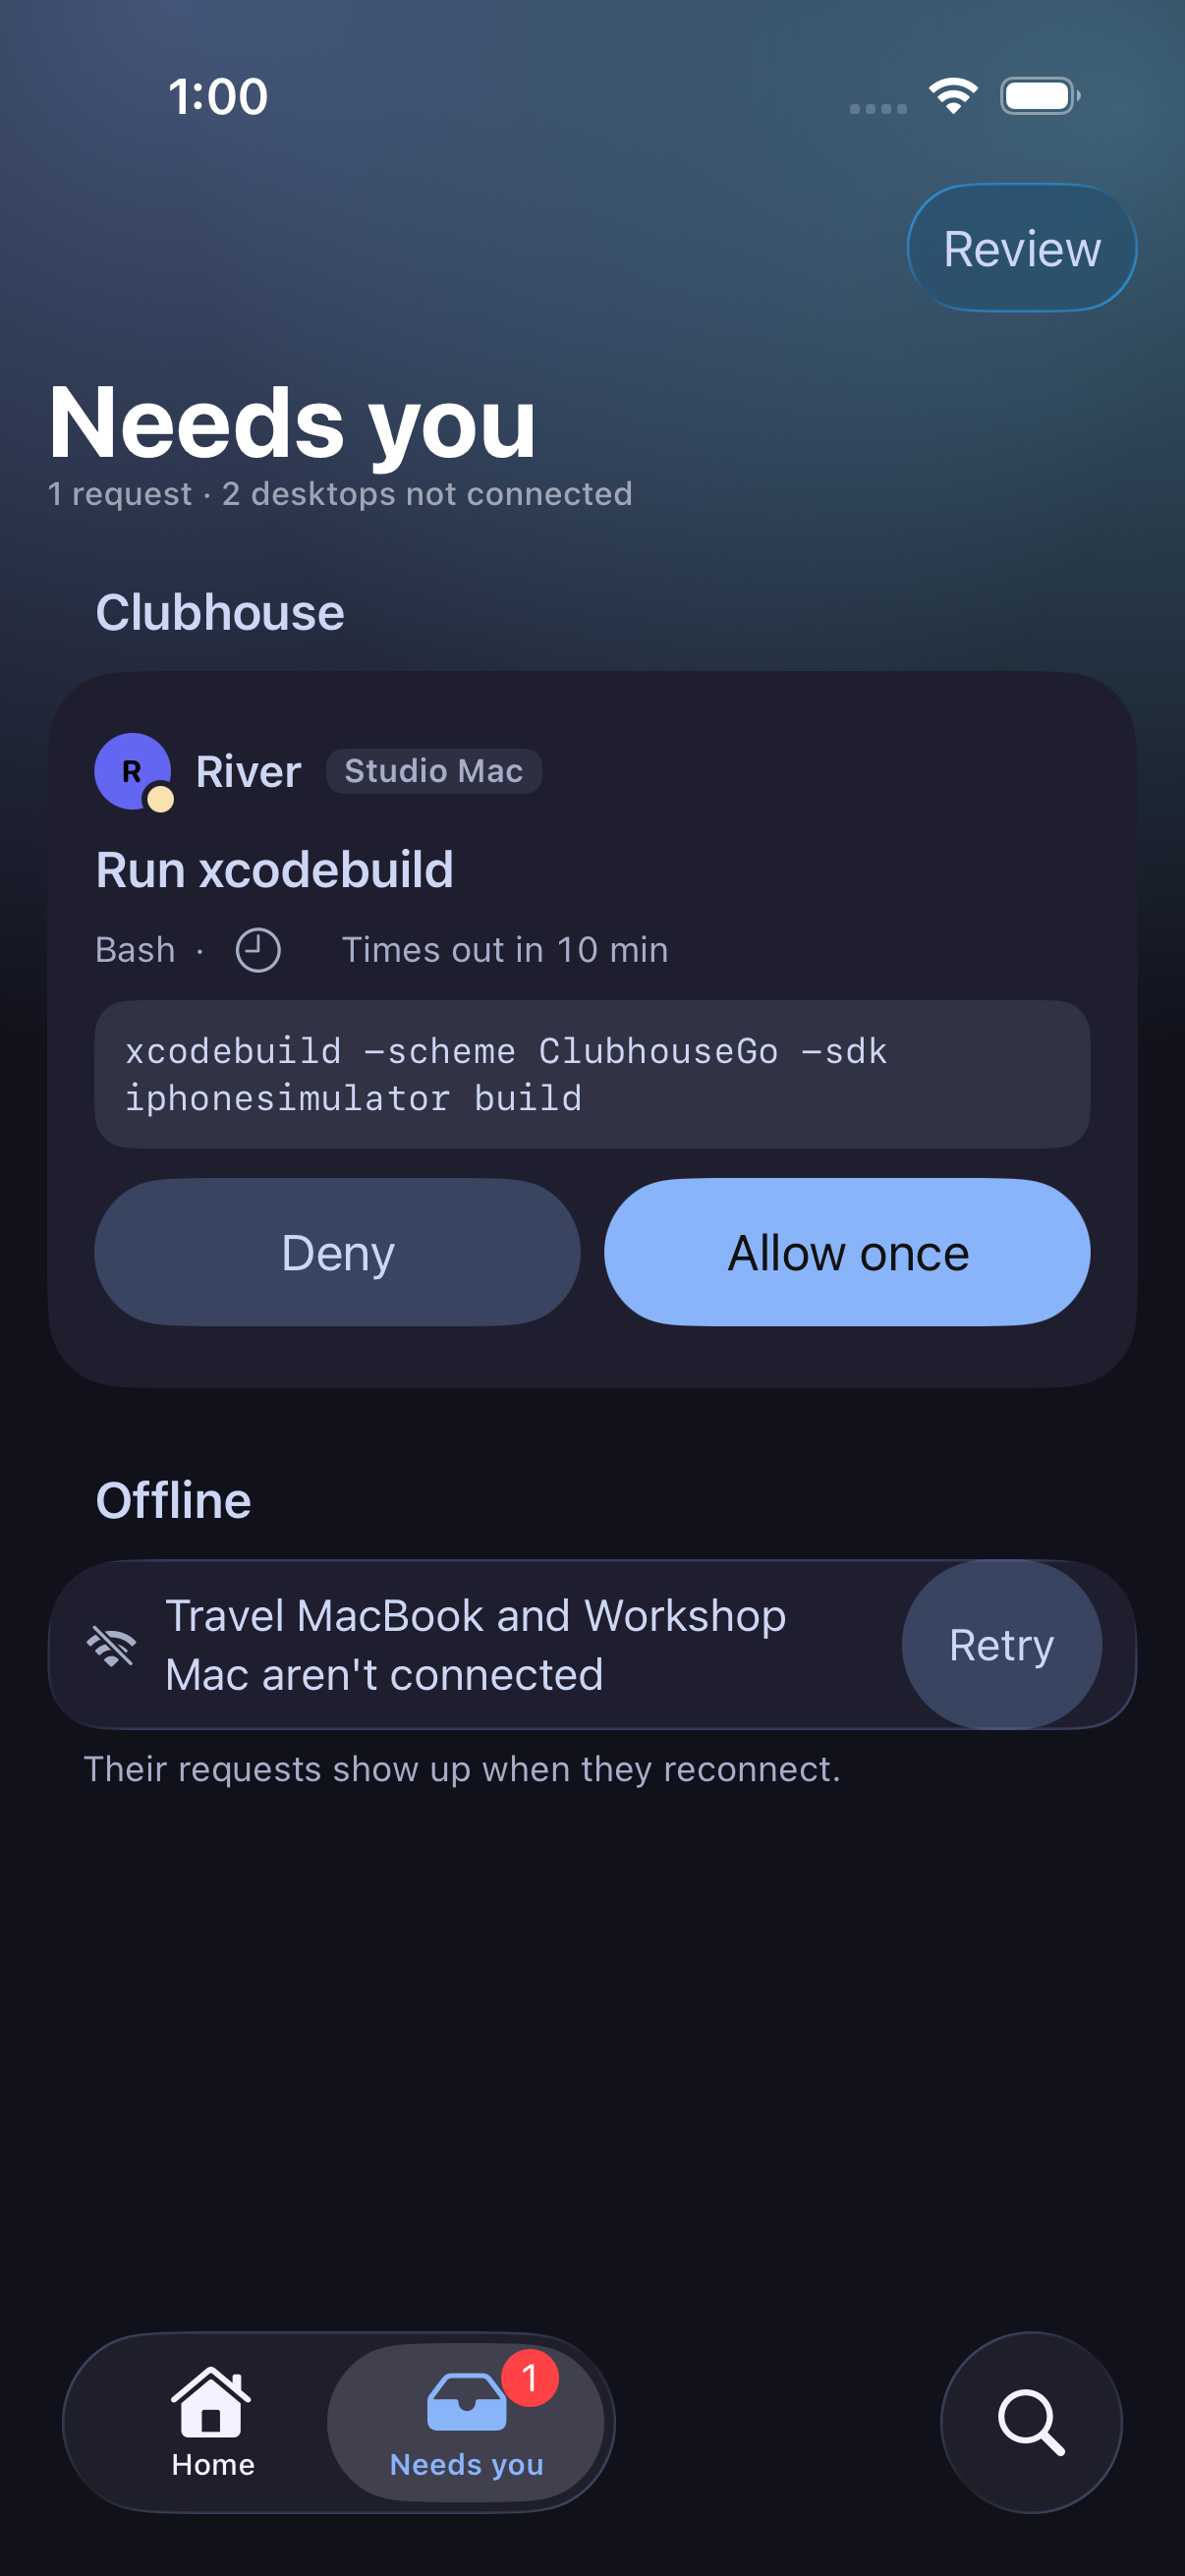 1:00
Review
Needs you
1 request · 2 desktops not connected
Clubhouse
R
River
Studio Mac
Run xcodebuild
Bash · Times out in 10 min
xcodebuild -scheme ClubhouseGo -sdk
iphonesimulator build
Deny
Allow once
Offline
Travel MacBook and Workshop
Mac aren't connected
Retry
Their requests show up when they reconnect.
1
Home
Needs you